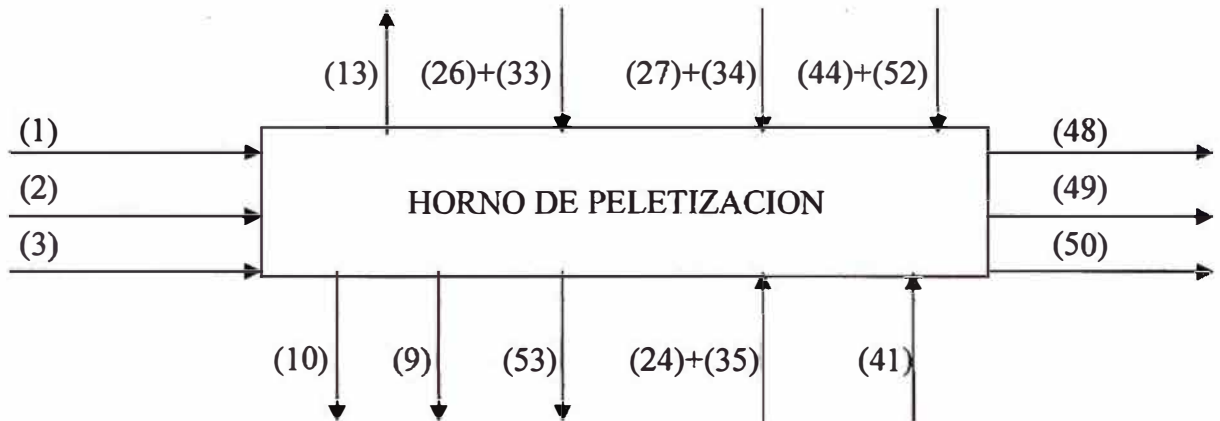 (13) (26)+(33) (27)+(34) (44)+(52)
(1) (48)
(2) HORNO DE PELETIZACION (49)
(3) (50)
(10) (9) (53) (24)+(35) (41)